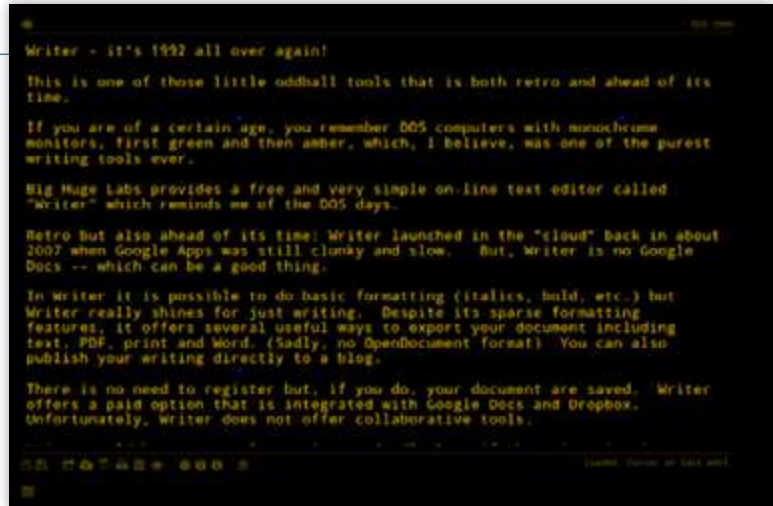 Writer - it's 1992 all over again!
This is one of those little oddball tools that is both retro and ahead of its
time.
If you are of a certain age, you remember DOS computers with monochrome
monitors, first green and then amber, which, I believe, was one of the purest
writing tools ever.
Big Huge Labs provides a free and very simple on-line text editor called
"Writer" which reminds me of the DOS days.
Retro but also ahead of its time: Writer launched in the "cloud" back in about
2007 when Google Apps was still clunky and slow. But, Writer is no Google
Docs -- which can be a good thing.
In Writer it is possible to do basic formatting (italics, bold, etc.) but
Writer really shines for just writing. Despite its sparse formatting
features, it offers several useful ways to export your document including
text, PDF, print and Word. (Sadly, no OpenDocument format) You can also
publish your writing directly to a blog.
There is no need to register but, if you do, your document are saved. Writer
offers a paid option that is integrated with Google Docs and Dropbox.
Unfortunately, Writer does not offer collaborative tools.
Loaded. Cursor at last edit.